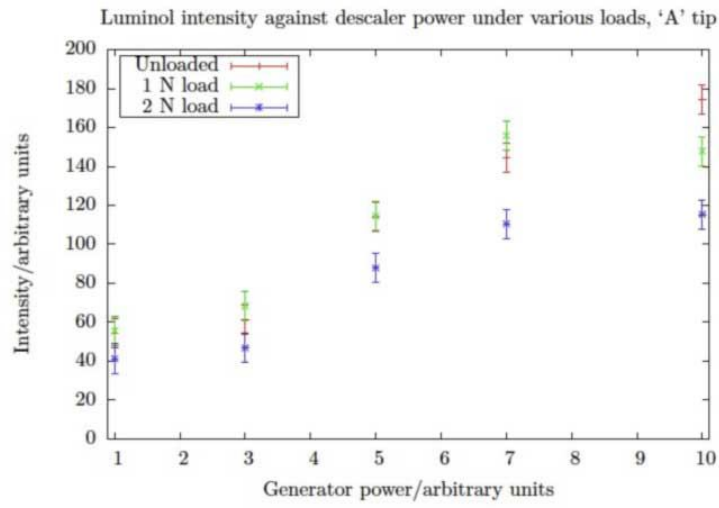 Luminol intensity against descaler power under various loads, ‘A’ tip
200
180
160
140
120
100
80
60
40
20
0
Intensity/arbitrary units
Unloaded
1 N load
2 N load
1 2 3 4 5 6 7 8 9 10
Generator power/arbitrary units